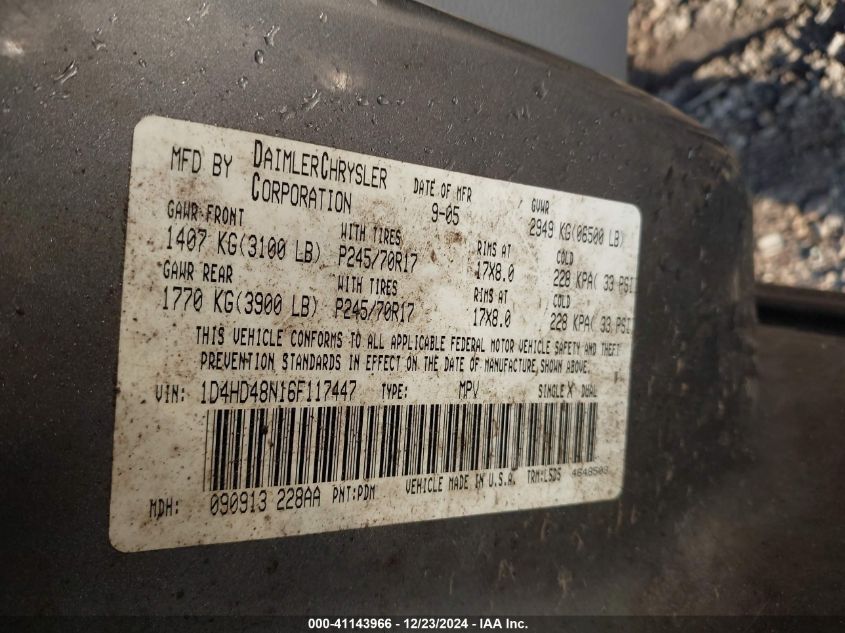 MFD BY DAIMLERCHRYSLER CORPORATION DATE OF MFR 9-05 GVWR 2949 KG(06500 LB)
GAWR FRONT WITH TIRES RIMS AT COLD
1407 KG(3100 LB) P245/70R17 17X8.0 228 KPA( 33 PSI
GAWR REAR WITH TIRES RIMS AT COLD
1770 KG(3900 LB) P245/70R17 17X8.0 228 KPA( 33 PSI
THIS VEHICLE CONFORMS TO ALL APPLICABLE FEDERAL MOTOR VEHICLE SAFETY AND THEFT
PREVENTION STANDARDS IN EFFECT ON THE DATE OF MANUFACTURE SHOWN ABOVE.
VIN: 1D4HD48N16F117447 TYPE: MPV SINGLE X DUAL
MDH: 090913 228AA PNT:PDM VEHICLE MADE IN U.S.A. TRM:LSDS 4648503
000-41143966 - 12/23/2024 - IAA Inc.